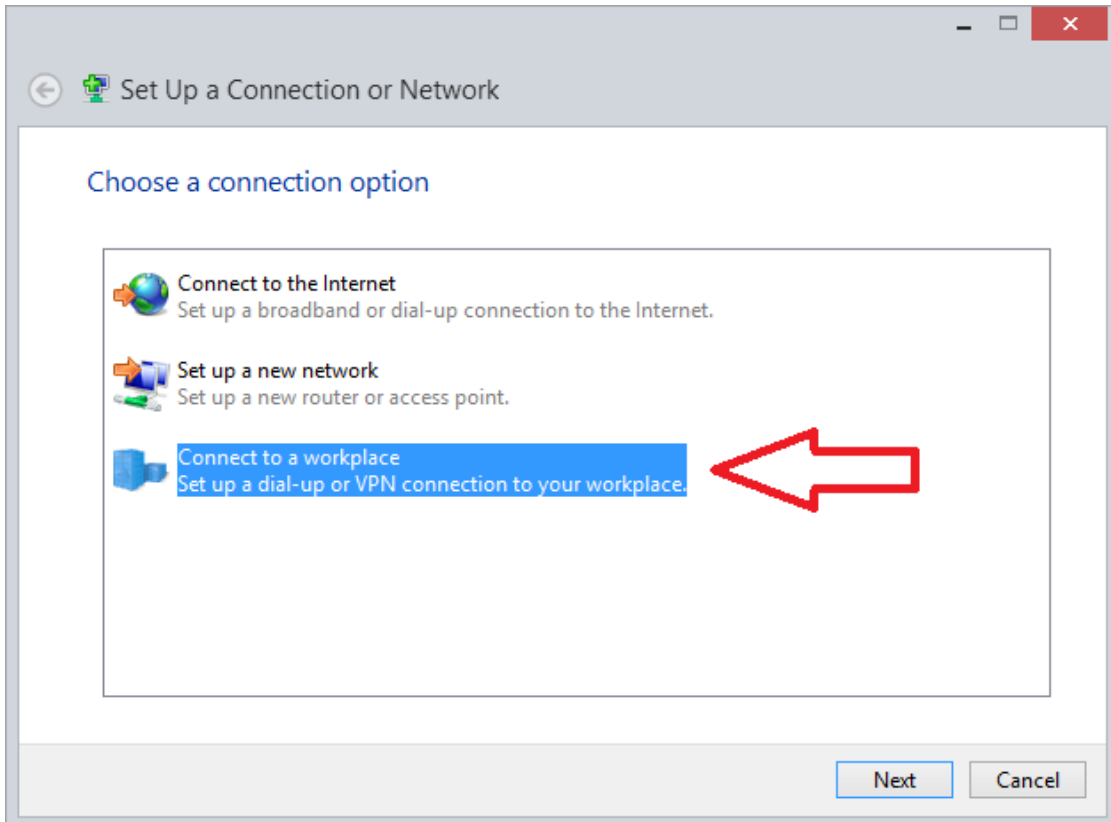 Set Up a Connection or Network
Choose a connection option
Connect to the Internet
Set up a broadband or dial-up connection to the Internet.
Set up a new network
Set up a new router or access point.
Connect to a workplace
Set up a dial-up or VPN connection to your workplace.
Next
Cancel